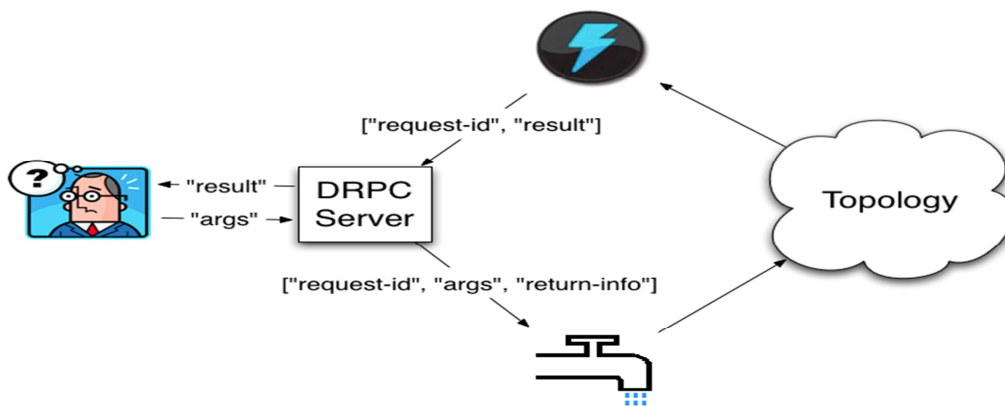 ["request-id", "result"]
?
"result"
"args"
DRPC
Server
Topology
["request-id", "args", "return-info"]